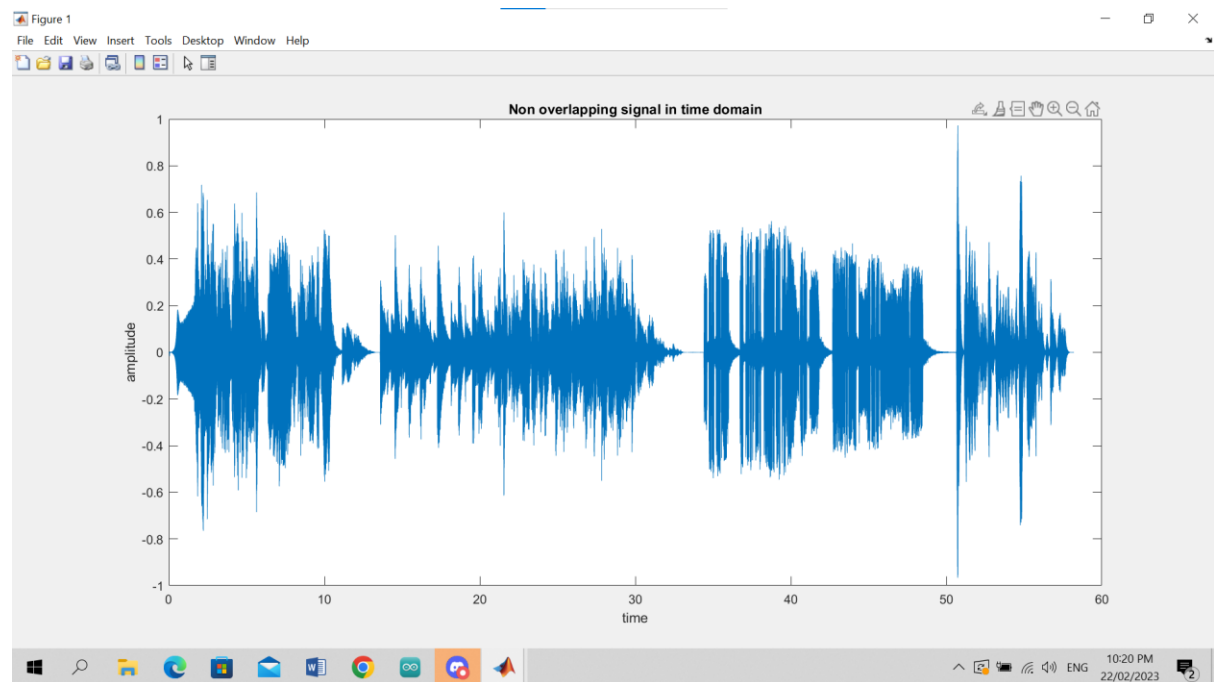 Figure 1
File Edit View Insert Tools Desktop Window Help
Non overlapping signal in time domain
1
0.8
0.6
0.4
0.2
0
-0.2
-0.4
-0.6
-0.8
-1
amplitude
0 10 20 30 40 50 60
time
ENG
10:20 PM
22/02/2023
2